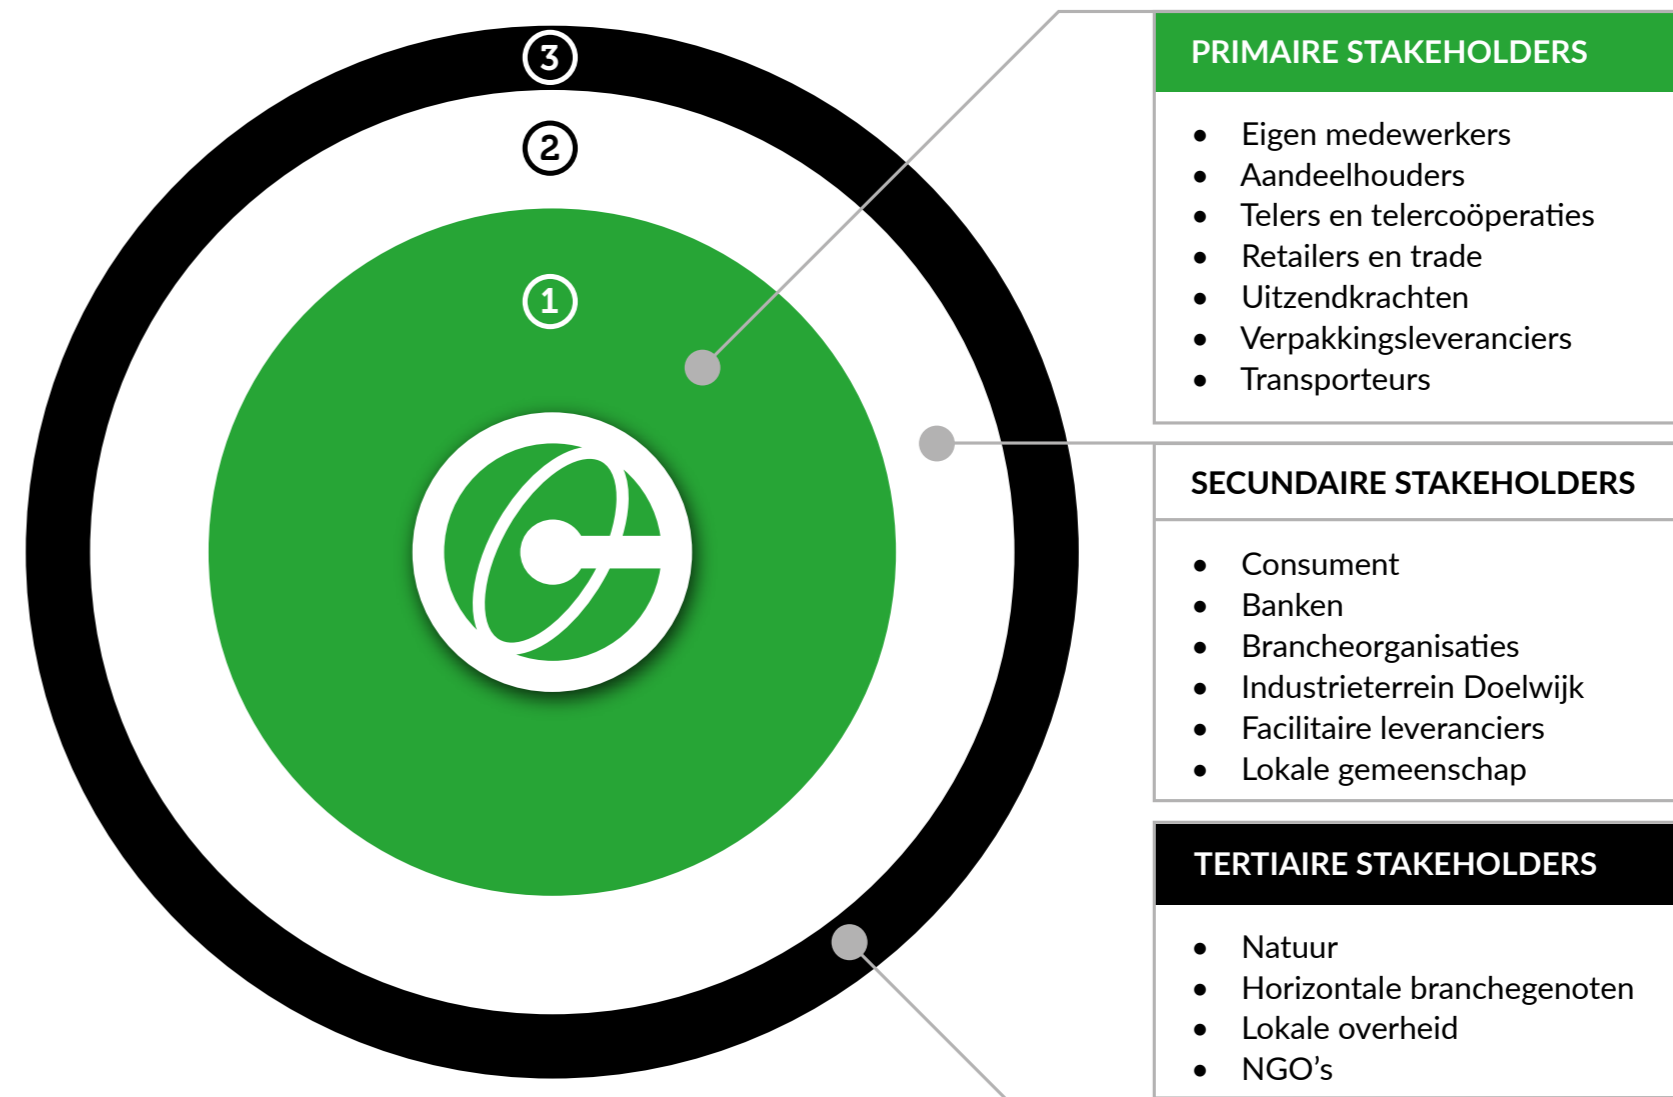 3
2
1
PRIMAIRE STAKEHOLDERS
• Eigen medewerkers
• Aandeelhouders
• Telers en telercoöperaties
• Retailers en trade
• Uitzendkrachten
• Verpakkingsleveranciers
• Transporteurs
SECUNDAIRE STAKEHOLDERS
• Consument
• Banken
• Brancheorganisaties
• Industrieterrein Doelwijk
• Facilitaire leveranciers
• Lokale gemeenschap
TERTIAIRE STAKEHOLDERS
• Natuur
• Horizontale branchegenoten
• Lokale overheid
• NGO’s